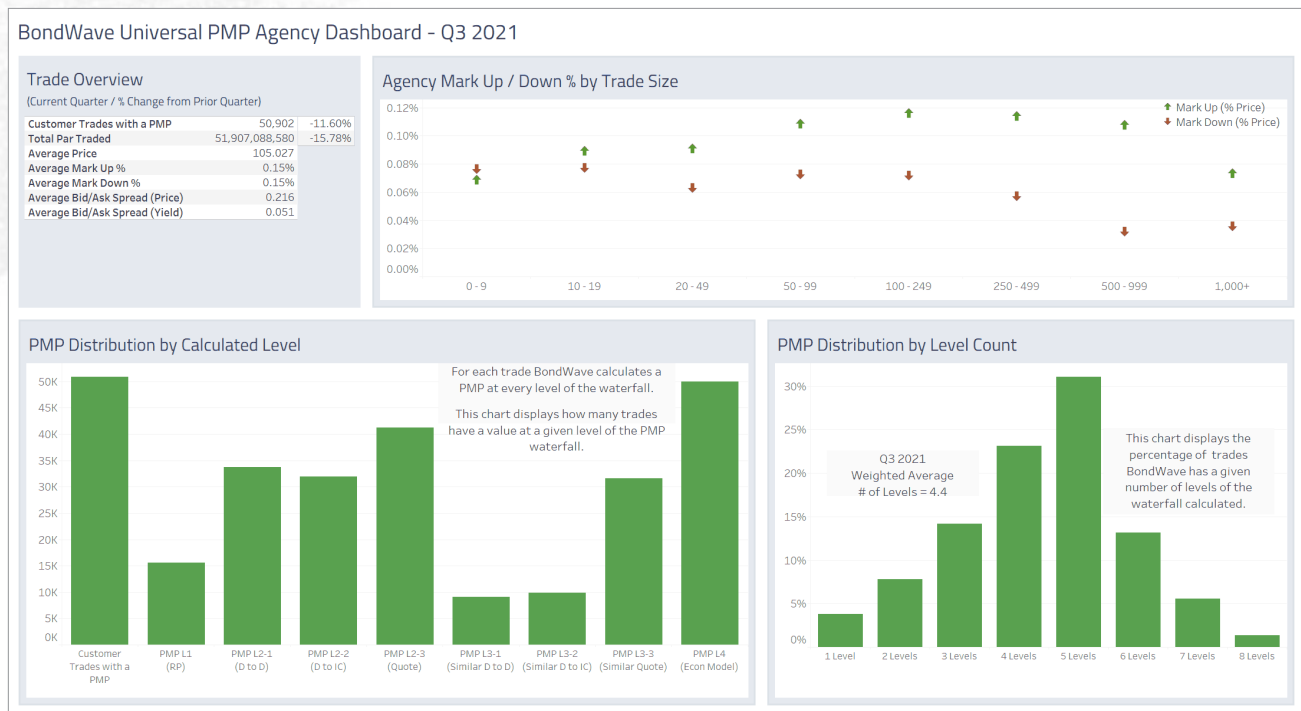 BondWave Universal PMP Agency Dashboard - Q3 2021
Trade Overview
(Current Quarter / % Change from Prior Quarter)
Customer Trades with a PMP 50,902 -11.60%
Total Par Traded 51,907,088,580 -15.78%
Average Price 105.027
Average Mark Up % 0.15%
Average Mark Down % 0.15%
Average Bid/Ask Spread (Price) 0.216
Average Bid/Ask Spread (Yield) 0.051
Agency Mark Up / Down % by Trade Size
0.12%
0.10%
0.08%
0.06%
0.04%
0.02%
0.00%
Mark Up (% Price)
Mark Down (% Price)
0 - 9 10 - 19 20 - 49 50 - 99 100 - 249 250 - 499 500 - 999 1,000+
PMP Distribution by Calculated Level
For each trade BondWave calculates a
PMP at every level of the waterfall.
This chart displays how many trades
have a value at a given level of the PMP
waterfall.
50K
45K
40K
35K
30K
25K
20K
15K
10K
5K
0K
Customer
Trades with a
PMP
PMP L1
(RP)
PMP L2-1
(D to D)
PMP L2-2
(D to IC)
PMP L2-3
(Quote)
PMP L3-1
(Similar D to D)
PMP L3-2
(Similar D to IC)
PMP L3-3
(Similar Quote)
PMP L4
(Econ Model)
PMP Distribution by Level Count
30%
25%
20%
15%
10%
5%
0%
Q3 2021
Weighted Average
# of Levels = 4.4
This chart displays the
percentage of trades
BondWave has a given
number of levels of the
waterfall calculated.
1 Level 2 Levels 3 Levels 4 Levels 5 Levels 6 Levels 7 Levels 8 Levels